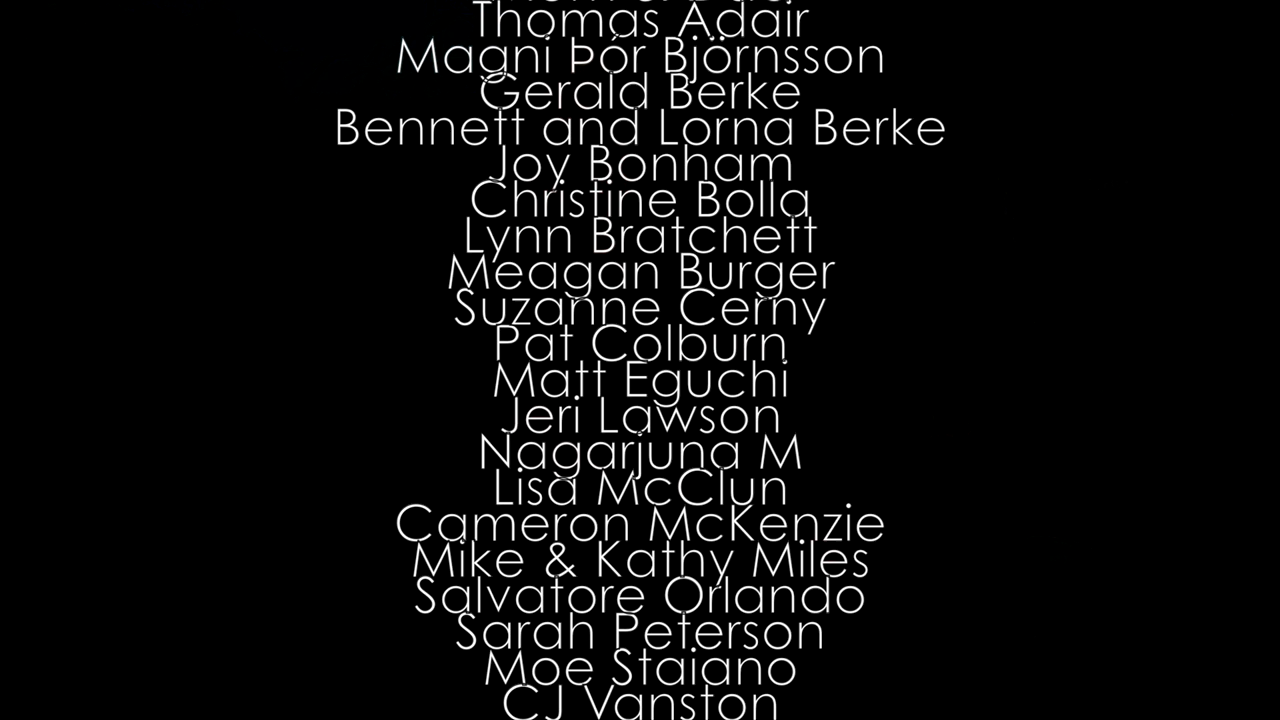 Thomas Adair
Magni Þór Björnsson
Gerald Berke
Bennett and Lorna Berke
Joy Bonham
Christine Bolla
Lynn Bratchett
Meagan Burger
Suzanne Cerny
Pat Colburn
Matt Eguchi
Jeri Lawson
Nagarjuna M
Lisa McClun
Cameron McKenzie
Mike & Kathy Miles
Salvatore Orlando
Sarah Peterson
Moe Staiano
CJ Vanston